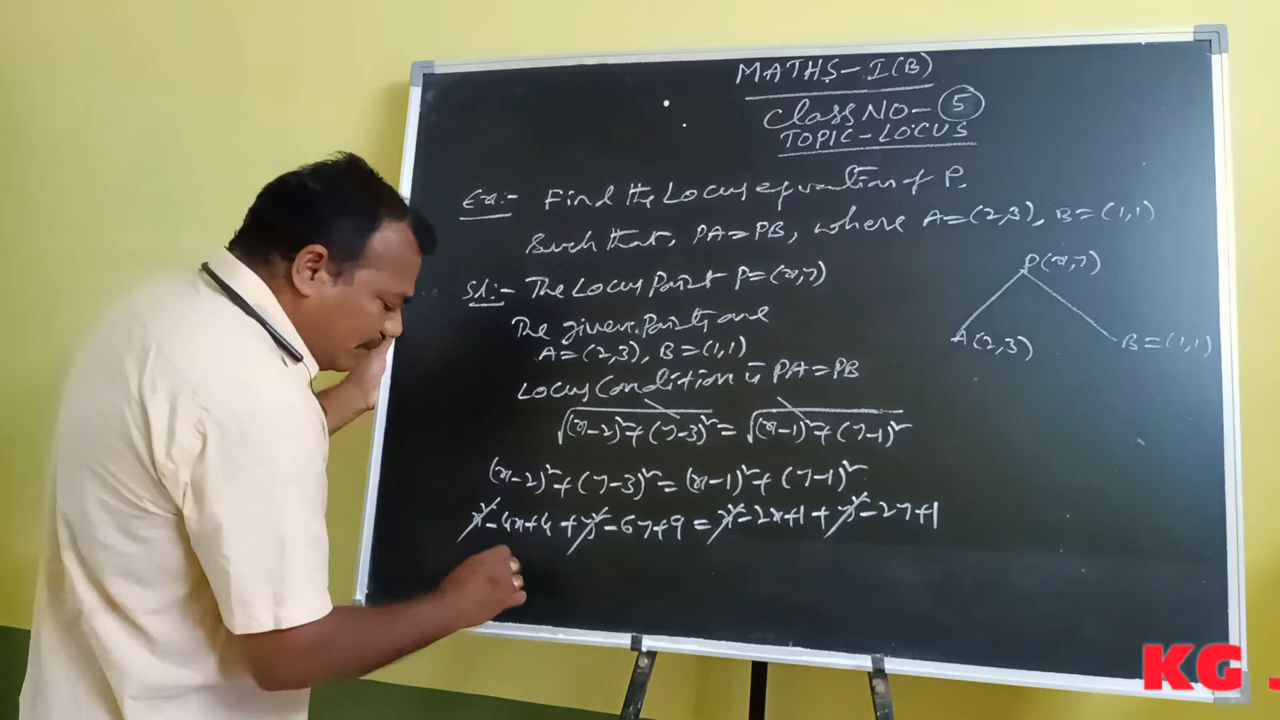 MATHS-I(B)
Class NO-5
TOPIC-LOCUS
Ex:- Find the Locus equation of P.
Such that, PA=PB, where A=(2,3), B=(1,1)
Sol:- The Locus Point P=(x,y)
The given Points are
A=(2,3), B=(1,1)
Locus Condition is PA=PB
√(x-2)²+(y-3)² = √(x-1)²+(y-1)²
(x-2)²+(y-3)² = (x-1)²+(y-1)²
x²-4x+4+y²-6y+9 = x²-2x+1+y²-2y+1
P(x,y)
A(2,3)
B=(1,1)
KG